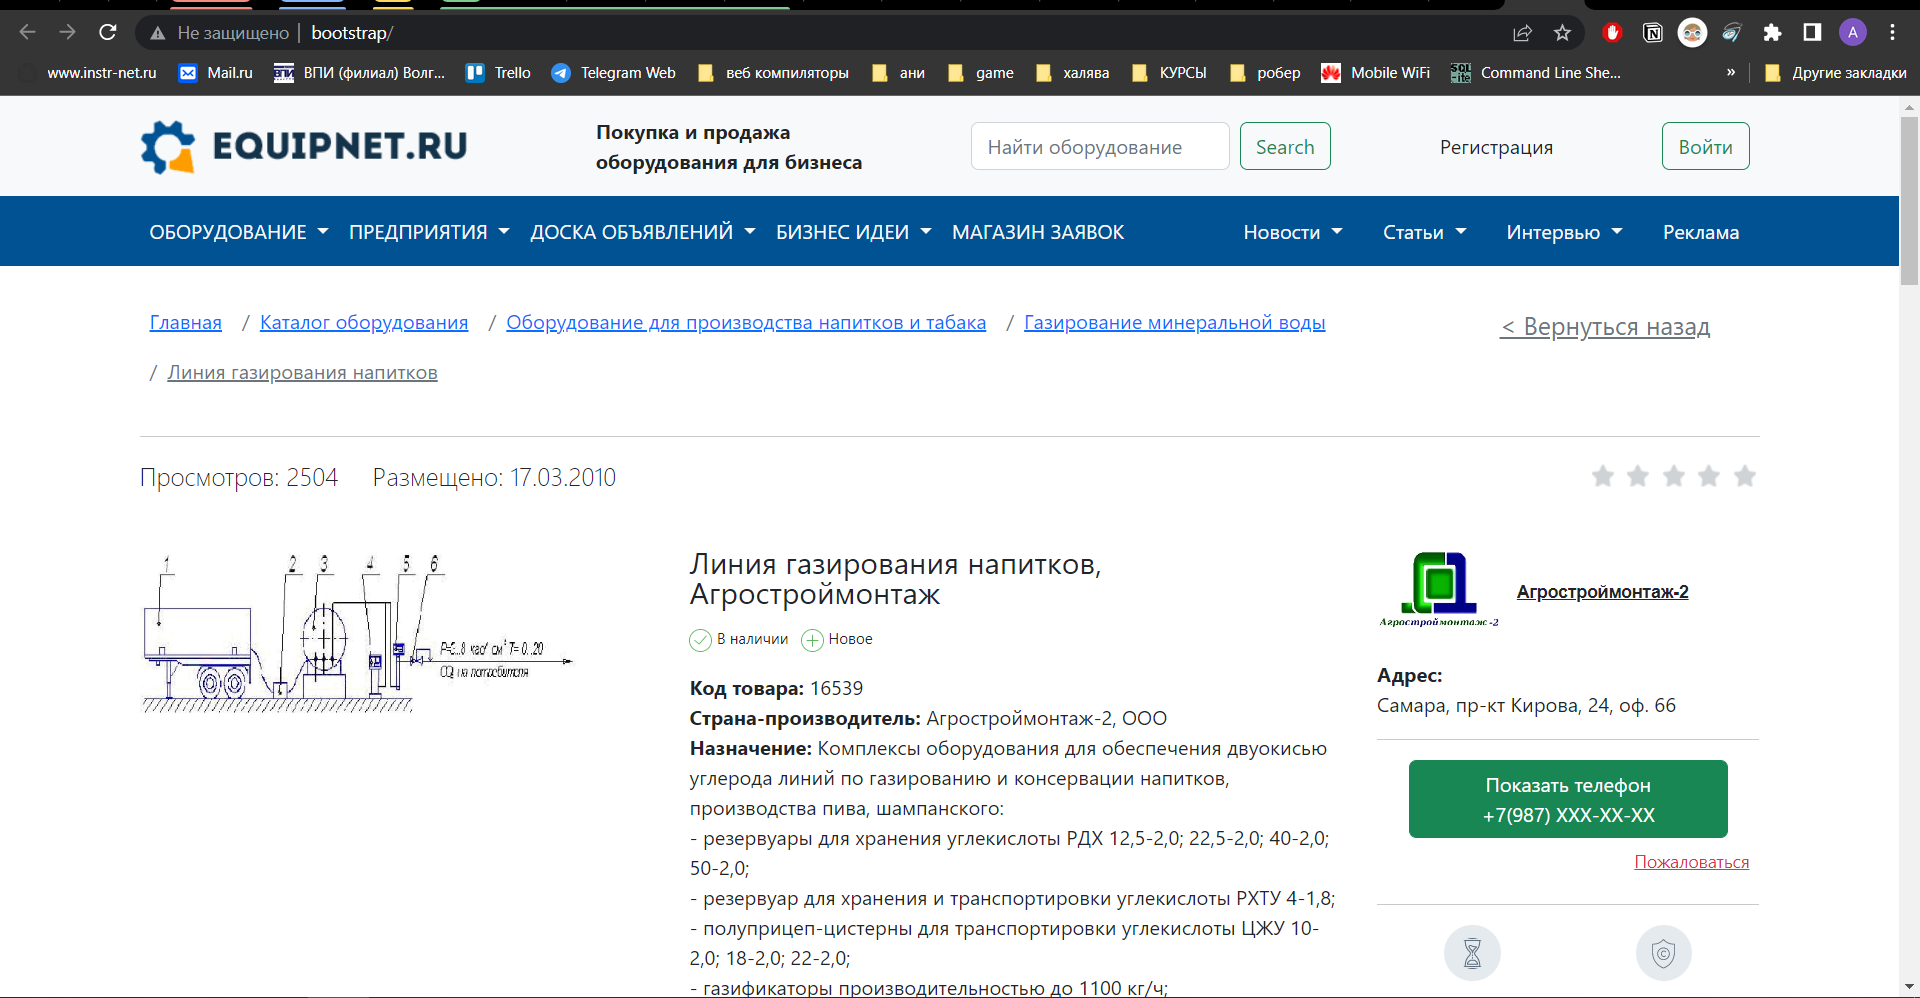 Не защищено | bootstrap/
www.instr-net.ru Mail.ru ВПИ (филиал) Волг... Trello Telegram Web веб компиляторы ани game халява КУРСЫ робер Mobile WiFi Command Line She... » Другие закладки
EQUIPNET.RU
Покупка и продажа
оборудования для бизнеса
Найти оборудование Search Регистрация Войти
ОБОРУДОВАНИЕ ПРЕДПРИЯТИЯ ДОСКА ОБЪЯВЛЕНИЙ БИЗНЕС ИДЕИ МАГАЗИН ЗАЯВОК Новости Статьи Интервью Реклама
Главная / Каталог оборудования / Оборудование для производства напитков и табака / Газирование минеральной воды
/ Линия газирования напитков
< Вернуться назад
Просмотров: 2504 Размещено: 17.03.2010
1 2 3 4 5 6
Р=6...8 кго/ см² Т= 0...20
CO₂ на потребителя
Линия газирования напитков,
Агростроймонтаж
В наличии Новое
Код товара: 16539
Страна-производитель: Агростроймонтаж-2, ООО
Назначение: Комплексы оборудования для обеспечения двуокисью
углерода линий по газированию и консервации напитков,
производства пива, шампанского:
- резервуары для хранения углекислоты РДХ 12,5-2,0; 22,5-2,0; 40-2,0;
50-2,0;
- резервуар для хранения и транспортировки углекислоты РХТУ 4-1,8;
- полуприцеп-цистерны для транспортировки углекислоты ЦЖУ 10-
2,0; 18-2,0; 22-2,0;
- газификаторы производительностью до 1100 кг/ч;
Агростроймонтаж -2
Агростроймонтаж-2
Адрес:
Самара, пр-кт Кирова, 24, оф. 66
Показать телефон
+7(987) XXX-XX-XX
Пожаловаться